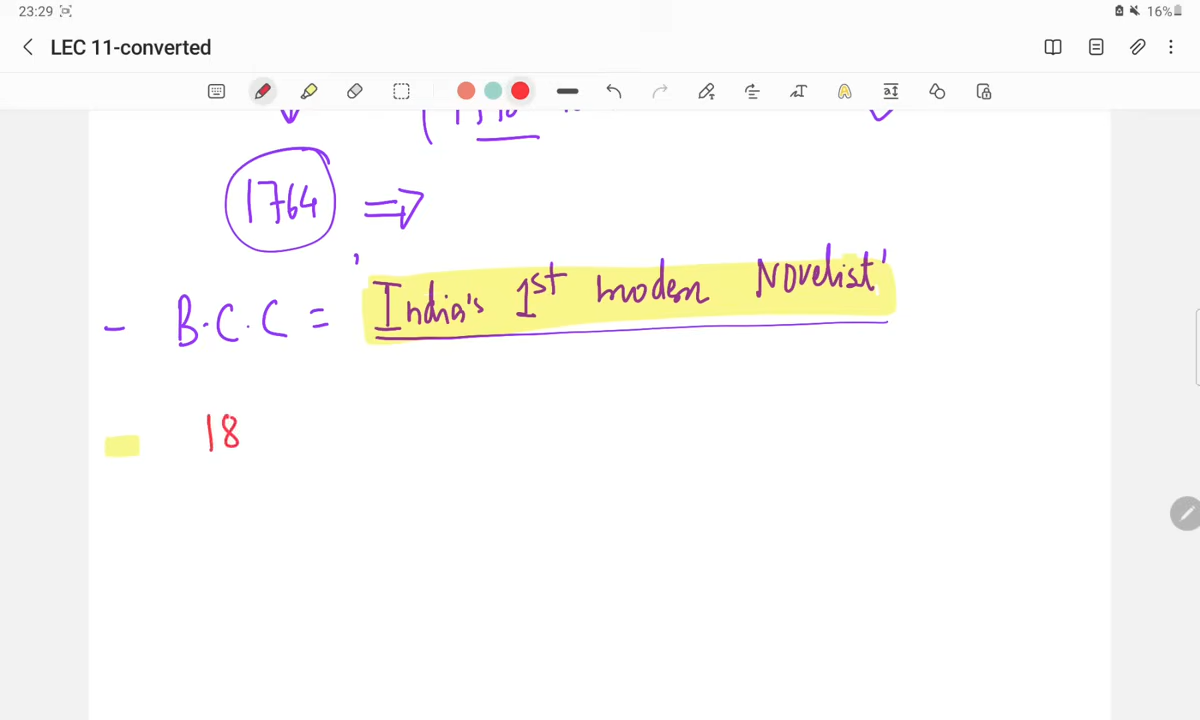 23:29
16%
LEC 11-converted
1764 ⇒
- B.C.C = 'India's 1st modern Novelist'
18